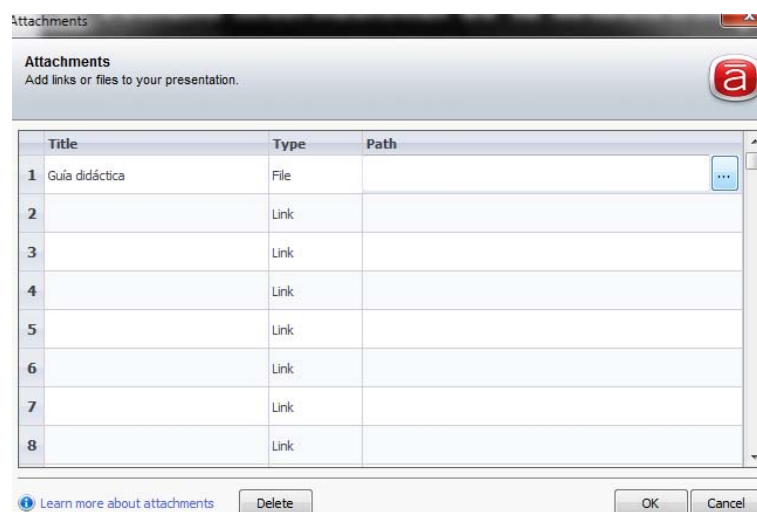 Attachments
Attachments
Add links or files to your presentation.
ā
Title Type Path
1 Guía didáctica File ...
2 Link
3 Link
4 Link
5 Link
6 Link
7 Link
8 Link
Learn more about attachments Delete OK Cancel